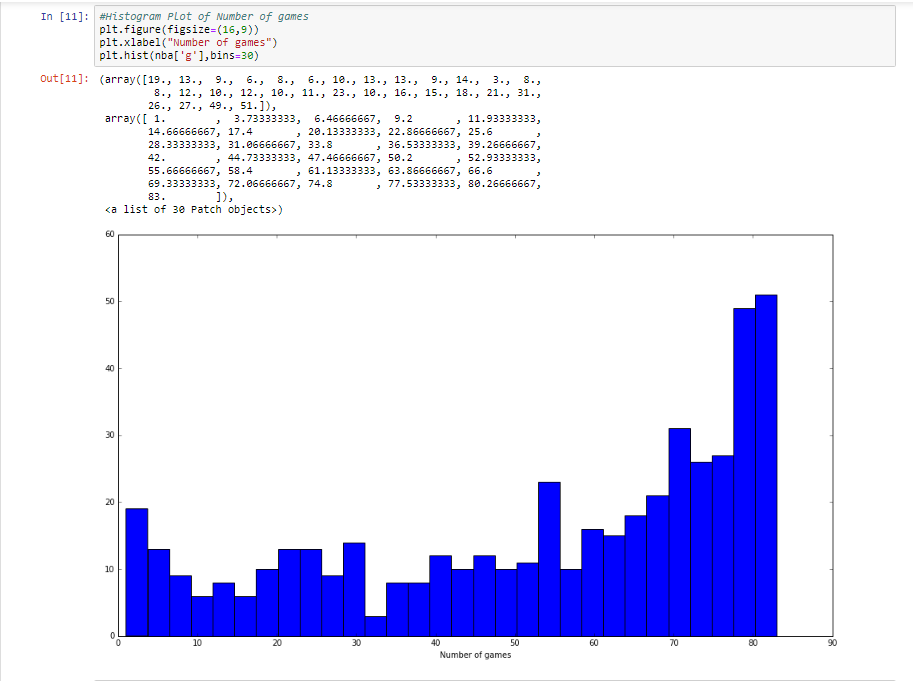 In [11]: #Histogram Plot of Number of games
plt.figure(figsize=(16,9))
plt.xlabel("Number of games")
plt.hist(nba['g'],bins=30)
Out[11]: (array([19., 13., 9., 6., 8., 6., 10., 13., 13., 9., 14., 3., 8.,
8., 12., 10., 12., 10., 11., 23., 10., 16., 15., 18., 21., 31.,
26., 27., 49., 51.]),
array([ 1. , 3.73333333, 6.46666667, 9.2 , 11.93333333,
14.66666667, 17.4 , 20.13333333, 22.86666667, 25.6 ,
28.33333333, 31.06666667, 33.8 , 36.53333333, 39.26666667,
42. , 44.73333333, 47.46666667, 50.2 , 52.93333333,
55.66666667, 58.4 , 61.13333333, 63.86666667, 66.6 ,
69.33333333, 72.06666667, 74.8 , 77.53333333, 80.26666667,
83. ]),
<a list of 30 Patch objects>)
60
50
40
30
20
10
0
0 10 20 30 40 50 60 70 80 90
Number of games